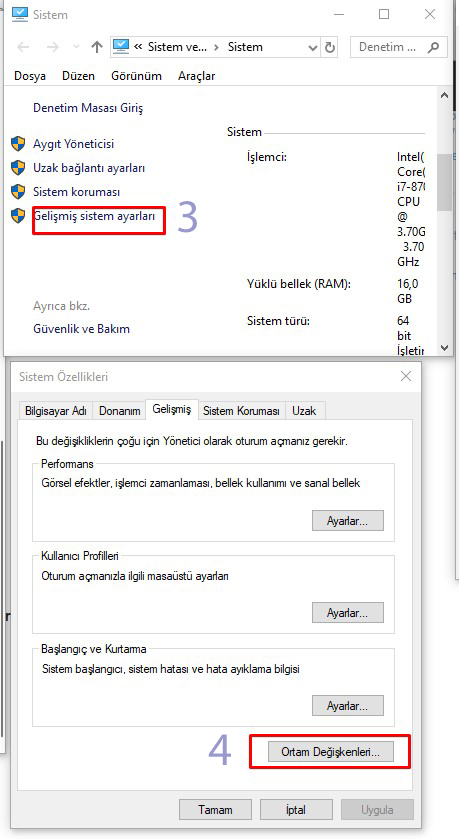 Sistem
« Sistem ve... > Sistem
Denetim ...
Dosya Düzen Görünüm Araçlar
Denetim Masası Giriş
Aygıt Yöneticisi
Uzak bağlantı ayarları
Sistem koruması
Gelişmiş sistem ayarları
3
Ayrıca bkz.
Güvenlik ve Bakım
Sistem
İşlemci:
Intel(
Core(
i7-870
CPU
@
3.70G
3.70
GHz
Yüklü bellek (RAM):
16,0
GB
Sistem türü:
64
bit
İşletir
Sistem Özellikleri
Bilgisayar Adı Donanım Gelişmiş Sistem Koruması Uzak
Bu değişikliklerin çoğu için Yönetici olarak oturum açmanız gerekir.
Performans
Görsel efektler, işlemci zamanlaması, bellek kullanımı ve sanal bellek
Ayarlar...
Kullanıcı Profilleri
Oturum açmanızla ilgili masaüstü ayarları
Ayarlar...
Başlangıç ve Kurtarma
Sistem başlangıcı, sistem hatası ve hata ayıklama bilgisi
Ayarlar...
4
Ortam Değişkenleri...
Tamam İptal Uygula